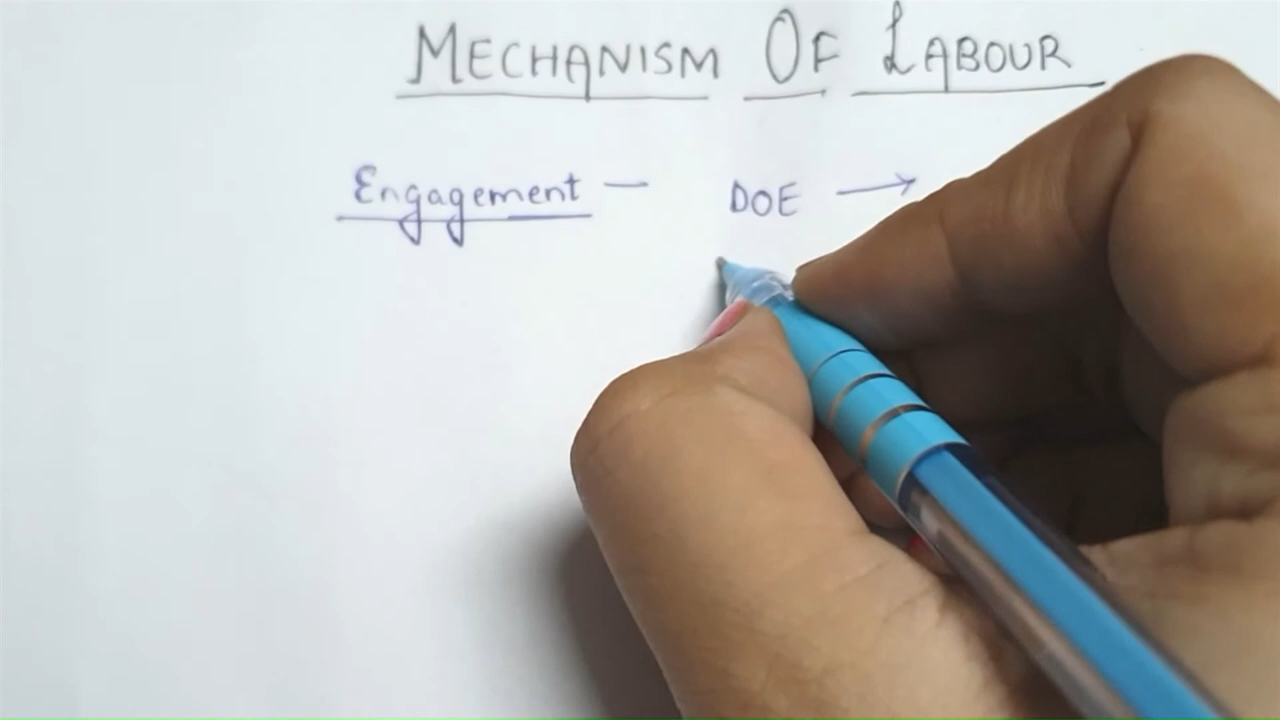 MECHANISM OF LABOUR
Engagement — DOE →